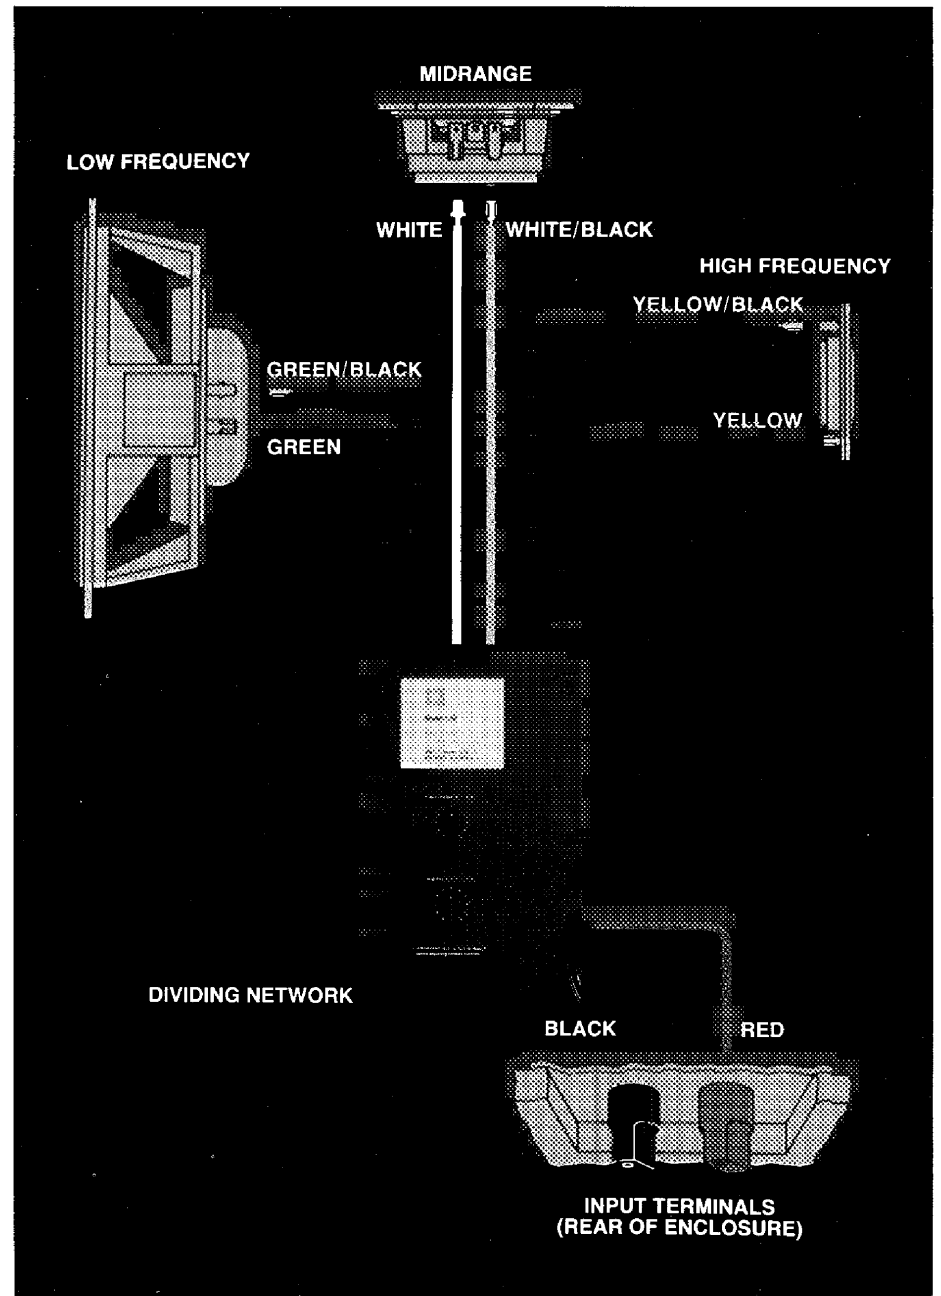 MIDRANGE
LOW FREQUENCY
WHITE
WHITE/BLACK
HIGH FREQUENCY
YELLOW/BLACK
GREEN/BLACK
YELLOW
GREEN
DIVIDING NETWORK
BLACK
RED
INPUT TERMINALS
(REAR OF ENCLOSURE)